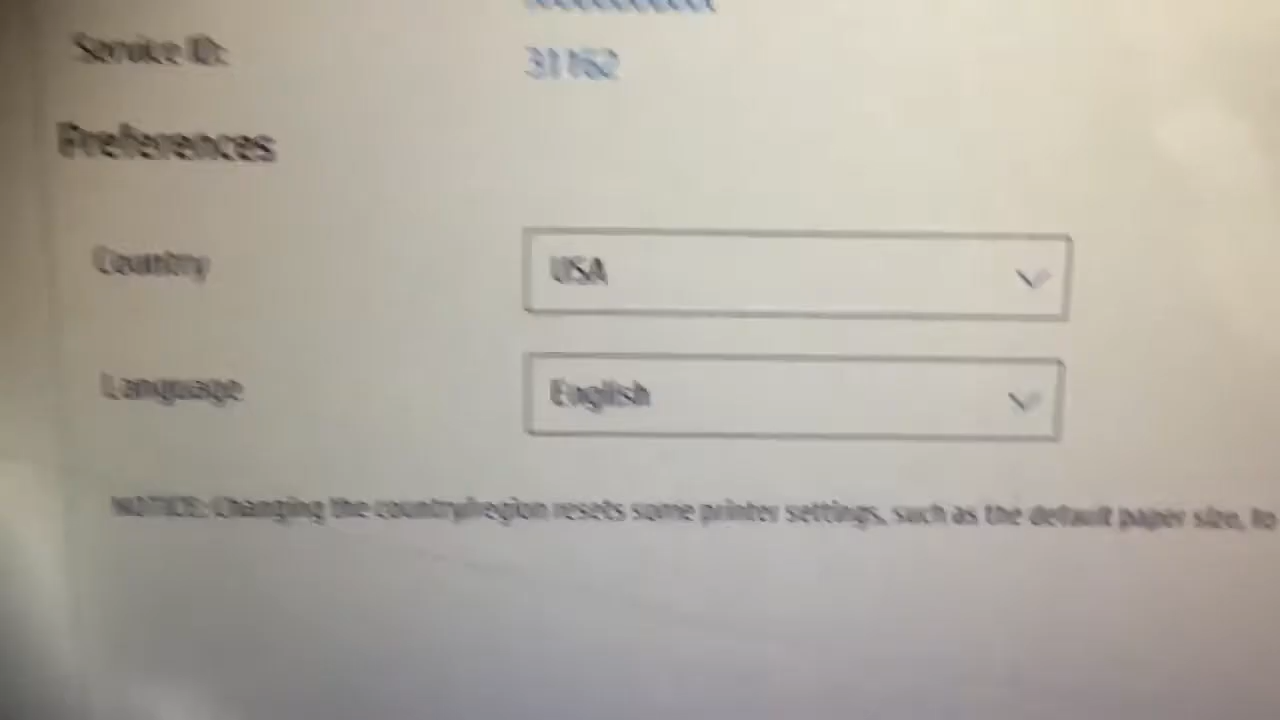 Service ID:
31162
Preferences
Country
USA
Language
English
NOTICE: Changing the country/region resets some printer settings, such as the default paper size, to